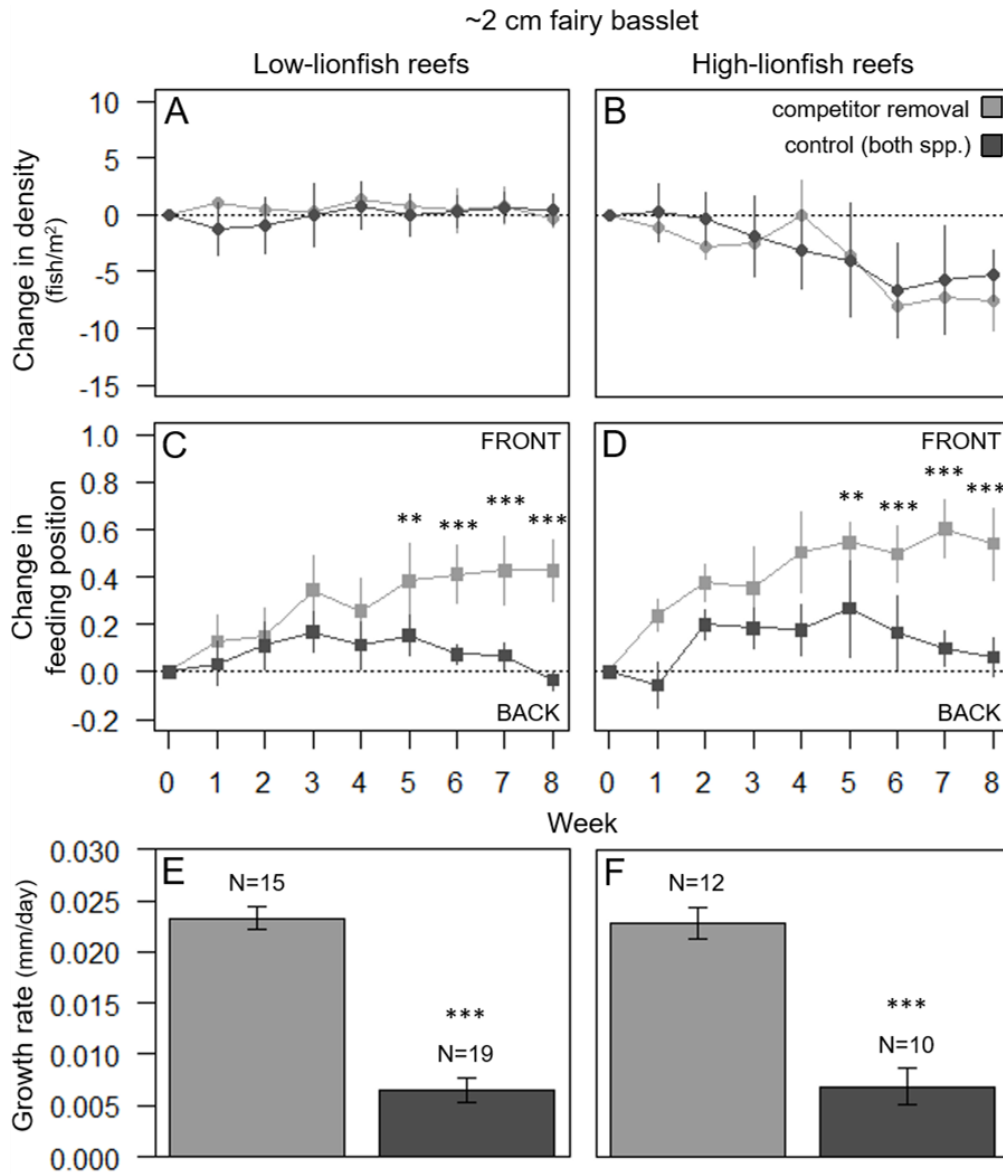 ~2 cm fairy basslet
Low-lionfish reefs
High-lionfish reefs
A
B
competitor removal
control (both spp.)
Change in density
(fish/m²)
10
5
0
-5
-10
-15
C
FRONT
D
FRONT
** *** *** ***
** *** *** ***
Change in
feeding position
1.0
0.8
0.6
0.4
0.2
0.0
-0.2
BACK
BACK
0 1 2 3 4 5 6 7 8
0 1 2 3 4 5 6 7 8
Week
Growth rate (mm/day)
0.030
0.025
0.020
0.015
0.010
0.005
0.000
E
N=15
***
N=19
F
N=12
***
N=10